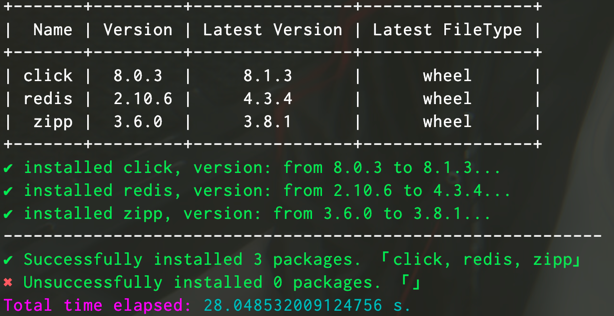 +-------+---------+----------------+-----------------+
| Name | Version | Latest Version | Latest FileType |
+-------+---------+----------------+-----------------+
| click | 8.0.3 | 8.1.3 | wheel |
| redis | 2.10.6 | 4.3.4 | wheel |
| zipp | 3.6.0 | 3.8.1 | wheel |
+-------+---------+----------------+-----------------+
✔ installed click, version: from 8.0.3 to 8.1.3...
✔ installed redis, version: from 2.10.6 to 4.3.4...
✔ installed zipp, version: from 3.6.0 to 3.8.1...
------------------------------------------------------------
✔ Successfully installed 3 packages. 「click, redis, zipp」
✖ Unsuccessfully installed 0 packages. 「」
Total time elapsed: 28.048532009124756 s.